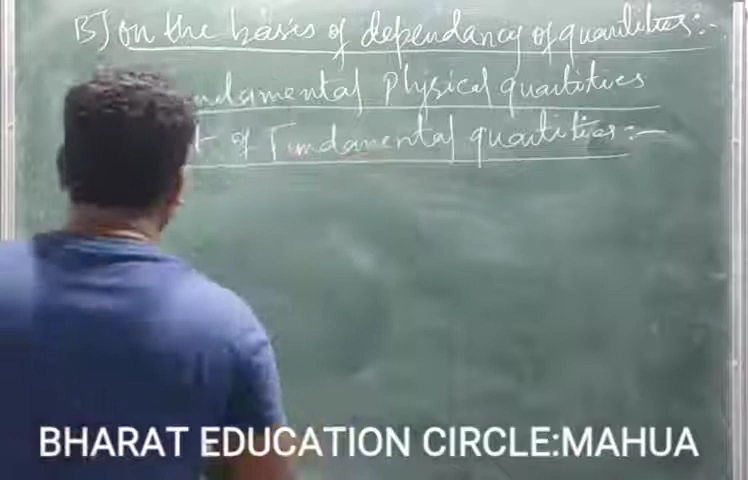 B] on the basis of dependancy of quantities:-
ndamental Physical quantities
t of Fundamental quantities:-
BHARAT EDUCATION CIRCLE:MAHUA